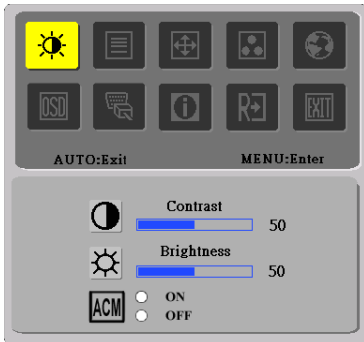 OSD i R EXIT
AUTO:Exit MENU:Enter
Contrast
50
Brightness
50
ACM ON
OFF